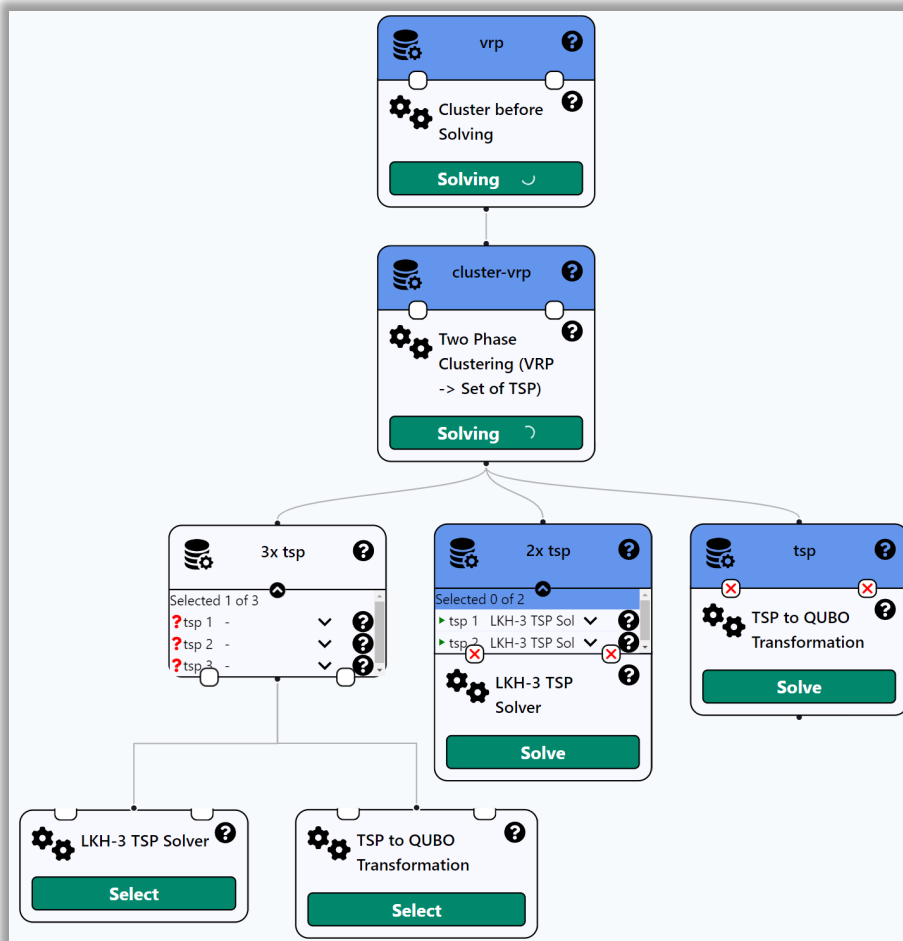 vrp
Cluster before
Solving
Solving
cluster-vrp
Two Phase
Clustering (VRP
-> Set of TSP)
Solving
3x tsp
Selected 1 of 3
?tsp 1 -
?tsp 2 -
?tsp 3 -
2x tsp
Selected 0 of 2
tsp 1 LKH-3 TSP Sol
tsp 2 LKH-3 TSP Sol
LKH-3 TSP
Solver
Solve
tsp
TSP to QUBO
Transformation
Solve
LKH-3 TSP Solver
Select
TSP to QUBO
Transformation
Select